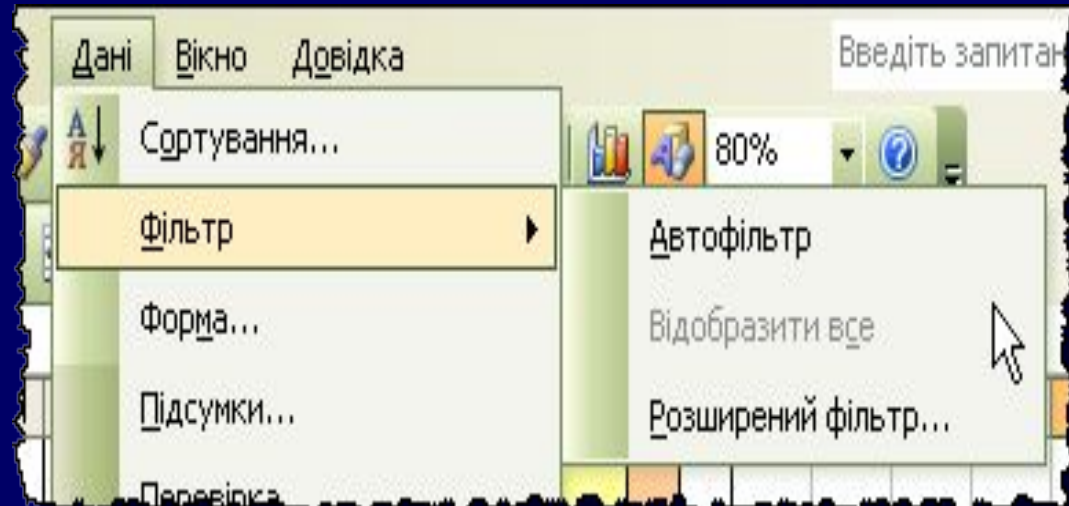 Дані Вікно Довідка Введіть запитан
Сортування...
80%
Фільтр
Автофільтр
Форма...
Відобразити все
Підсумки...
Розширений фільтр...
Перевірка